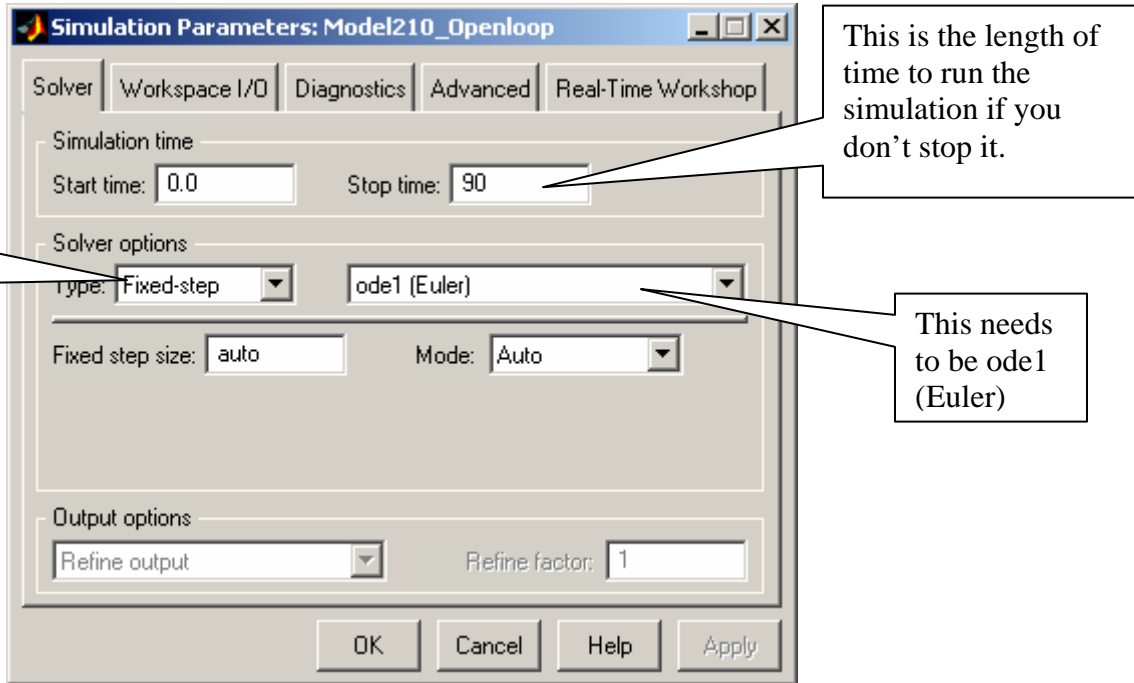 Simulation Parameters: Model210_Openloop
This is the length of
time to run the
simulation if you
don't stop it.
Solver Workspace I/O Diagnostics Advanced Real-Time Workshop
Simulation time
Start time: 0.0 Stop time: 90
Solver options
Type: Fixed-step ode1 (Euler)
This needs
to be ode1
(Euler)
Fixed step size: auto Mode: Auto
Output options
Refine output Refine factor: 1
OK Cancel Help Apply